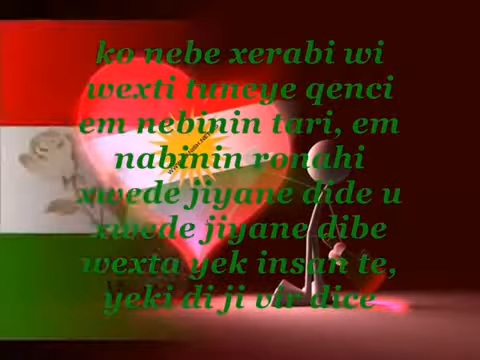 ko nebe xerabi wi
wexti tuneye qenci
em nebinin tari, em
nabinin ronahi
xwede jiyane dide u
xwede jiyane dibe
wexta yek insan te,
yeki di ji vir dice